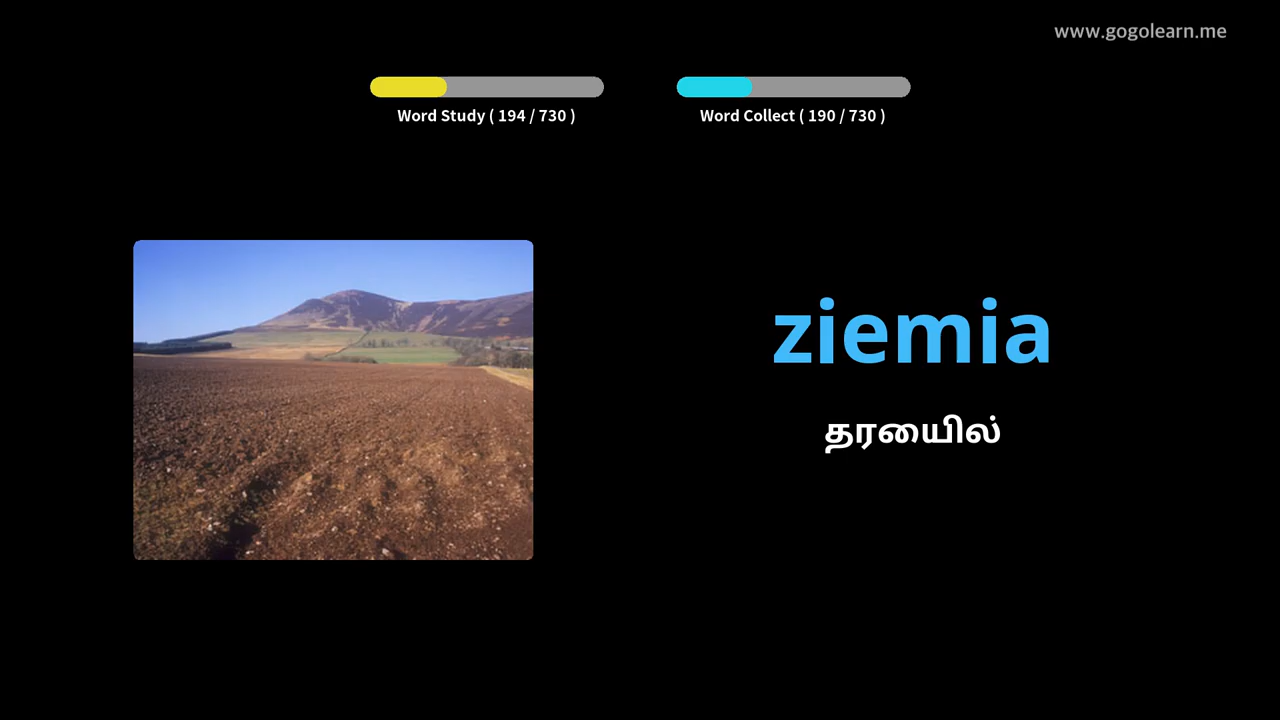 www.gogolearn.me
Word Study ( 194 / 730 )
Word Collect ( 190 / 730 )
ziemia
தரையில்